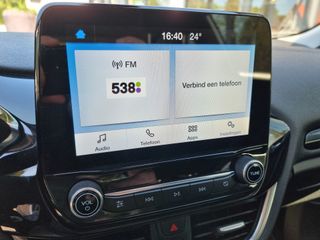 16:40 24°
FM
538
Verbind een telefoon
Audio
Telefoon
Apps
Instellingen
VOL
TUNE